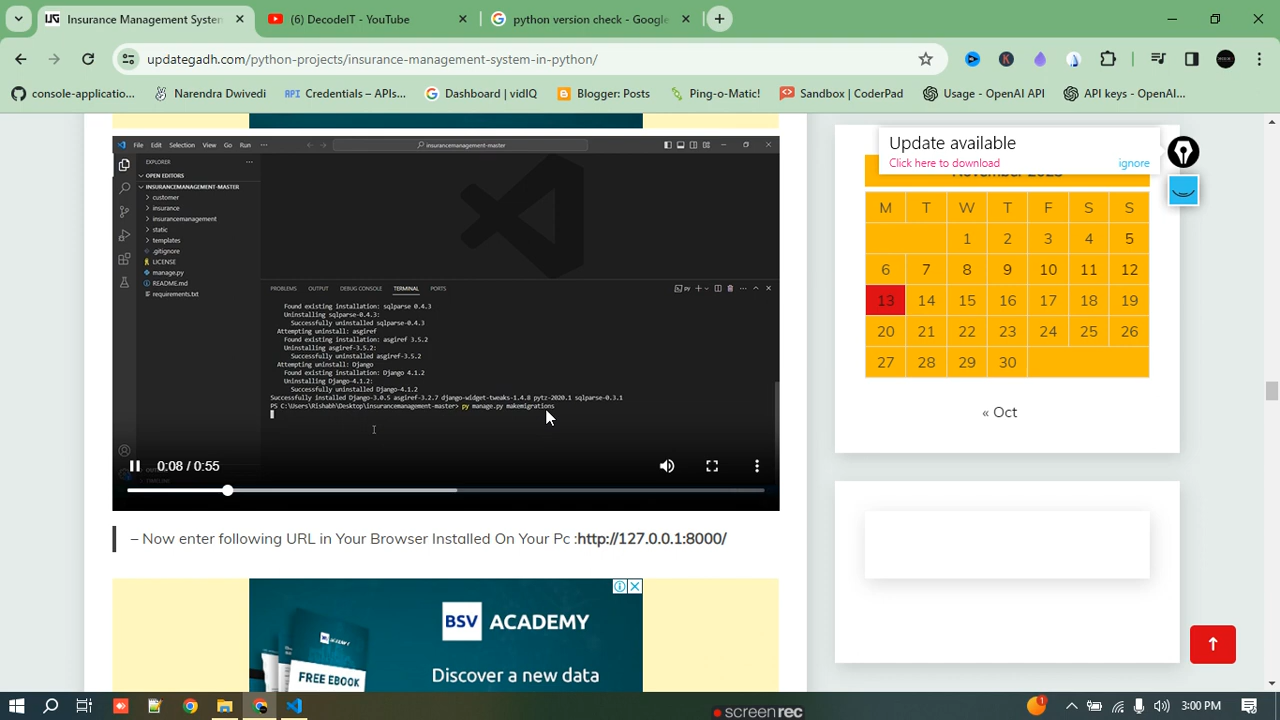 Insurance Management System
(6) DecodeIT - YouTube
python version check - Google
updategadh.com/python-projects/insurance-management-system-in-python/
console-applicatio...
Narendra Dwivedi
API Credentials – APIs...
Dashboard | vidIQ
Blogger: Posts
Ping-o-Matic!
Sandbox | CoderPad
Usage - OpenAI API
API keys - OpenAI...
File Edit Selection View Go Run ...
insurancemanagement-master
EXPLORER
OPEN EDITORS
INSURANCEMANAGEMENT-MASTER
customer
insurance
insurancemanagement
static
templates
.gitignore
LICENSE
manage.py
README.md
requirements.txt
PROBLEMS OUTPUT DEBUG CONSOLE TERMINAL PORTS
py
Found existing installation: sqlparse 0.4.3
Uninstalling sqlparse-0.4.3:
Successfully uninstalled sqlparse-0.4.3
Attempting uninstall: asgiref
Found existing installation: asgiref 3.5.2
Uninstalling asgiref-3.5.2:
Successfully uninstalled asgiref-3.5.2
Attempting uninstall: Django
Found existing installation: Django 4.1.2
Uninstalling Django-4.1.2:
Successfully uninstalled Django-4.1.2
Successfully installed Django-3.0.5 asgiref-3.2.7 django-widget-tweaks-1.4.8 pytz-2020.1 sqlparse-0.3.1
PS C:\Users\Rishabh\Desktop\insurancemanagement-master> py manage.py makemigrations
0:08 / 0:55
– Now enter following URL in Your Browser Installed On Your Pc :http://127.0.0.1:8000/
BSV ACADEMY
Discover a new data
FREE EBOOK
Update available
Click here to download
ignore
M T W T F S S
1 2 3 4 5
6 7 8 9 10 11 12
13 14 15 16 17 18 19
20 21 22 23 24 25 26
27 28 29 30
« Oct
3:00 PM
screenrec